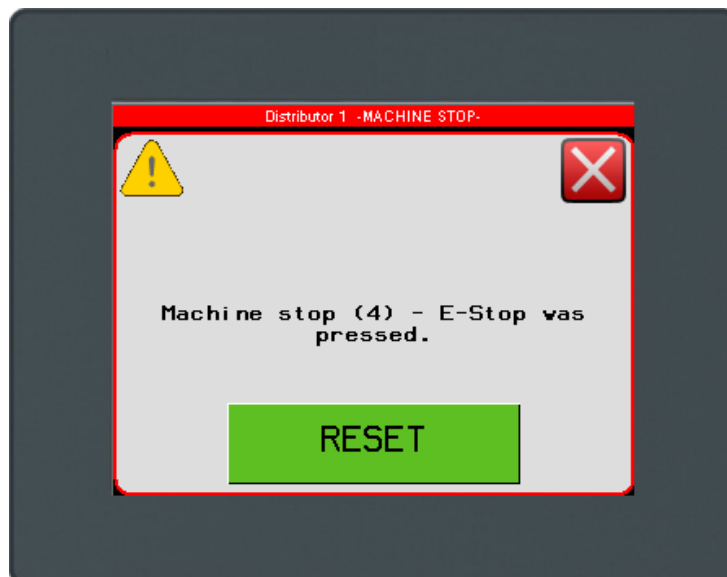 Distributor 1 -MACHINE STOP-
Machine stop (4) - E-Stop was
pressed.
RESET